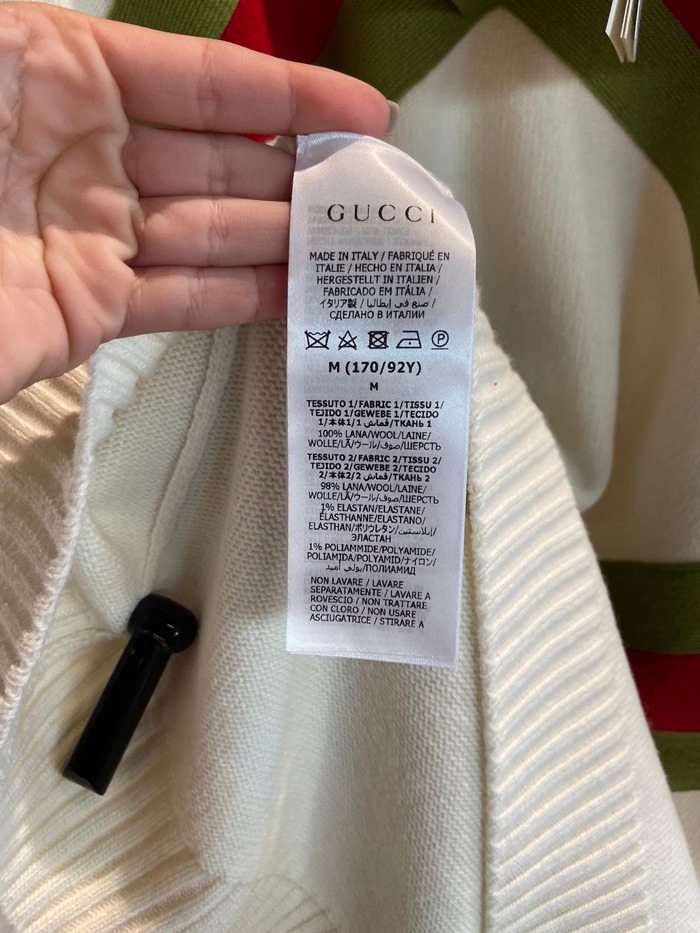 GUCCI
MADE IN ITALY / FABRIQUÉ EN
ITALIE / HECHO EN ITALIA /
HERGESTELLT IN ITALIEN /
FABRICADO EM ITÁLIA /
イタリア製 / صنع في إيطاليا /
СДЕЛАНО В ИТАЛИИ
P
M (170/92Y)
M
TESSUTO 1/FABRIC 1/TISSU 1/
TEJIDO 1/GEWEBE 1/TECIDO
1/本体1/قماش 1/ТКАНЬ 1
100% LANA/WOOL/LAINE/
WOLLE/LÃ/ウール/صوف/ШЕРСТЬ
TESSUTO 2/FABRIC 2/TISSU 2/
TEJIDO 2/GEWEBE 2/TECIDO
2/本体2/قماش 2/ТКАНЬ 2
98% LANA/WOOL/LAINE/
WOLLE/LÃ/ウール/صوف/ШЕРСТЬ
1% ELASTAN/ELASTANE/
ÉLASTHANNE/ELASTANO/
ELASTHAN/ポリウレタン/إيلاستين/
ЭЛАСТАН
1% POLIAMMIDE/POLYAMIDE/
POLIAMIDA/POLYAMID/ナイロン/
بولي أميد/ПОЛИАМИД
NON LAVARE / LAVARE
SEPARATAMENTE / LAVARE A
ROVESCIO / NON TRATTARE
CON CLORO / NON USARE
ASCIUGATRICE / STIRARE A